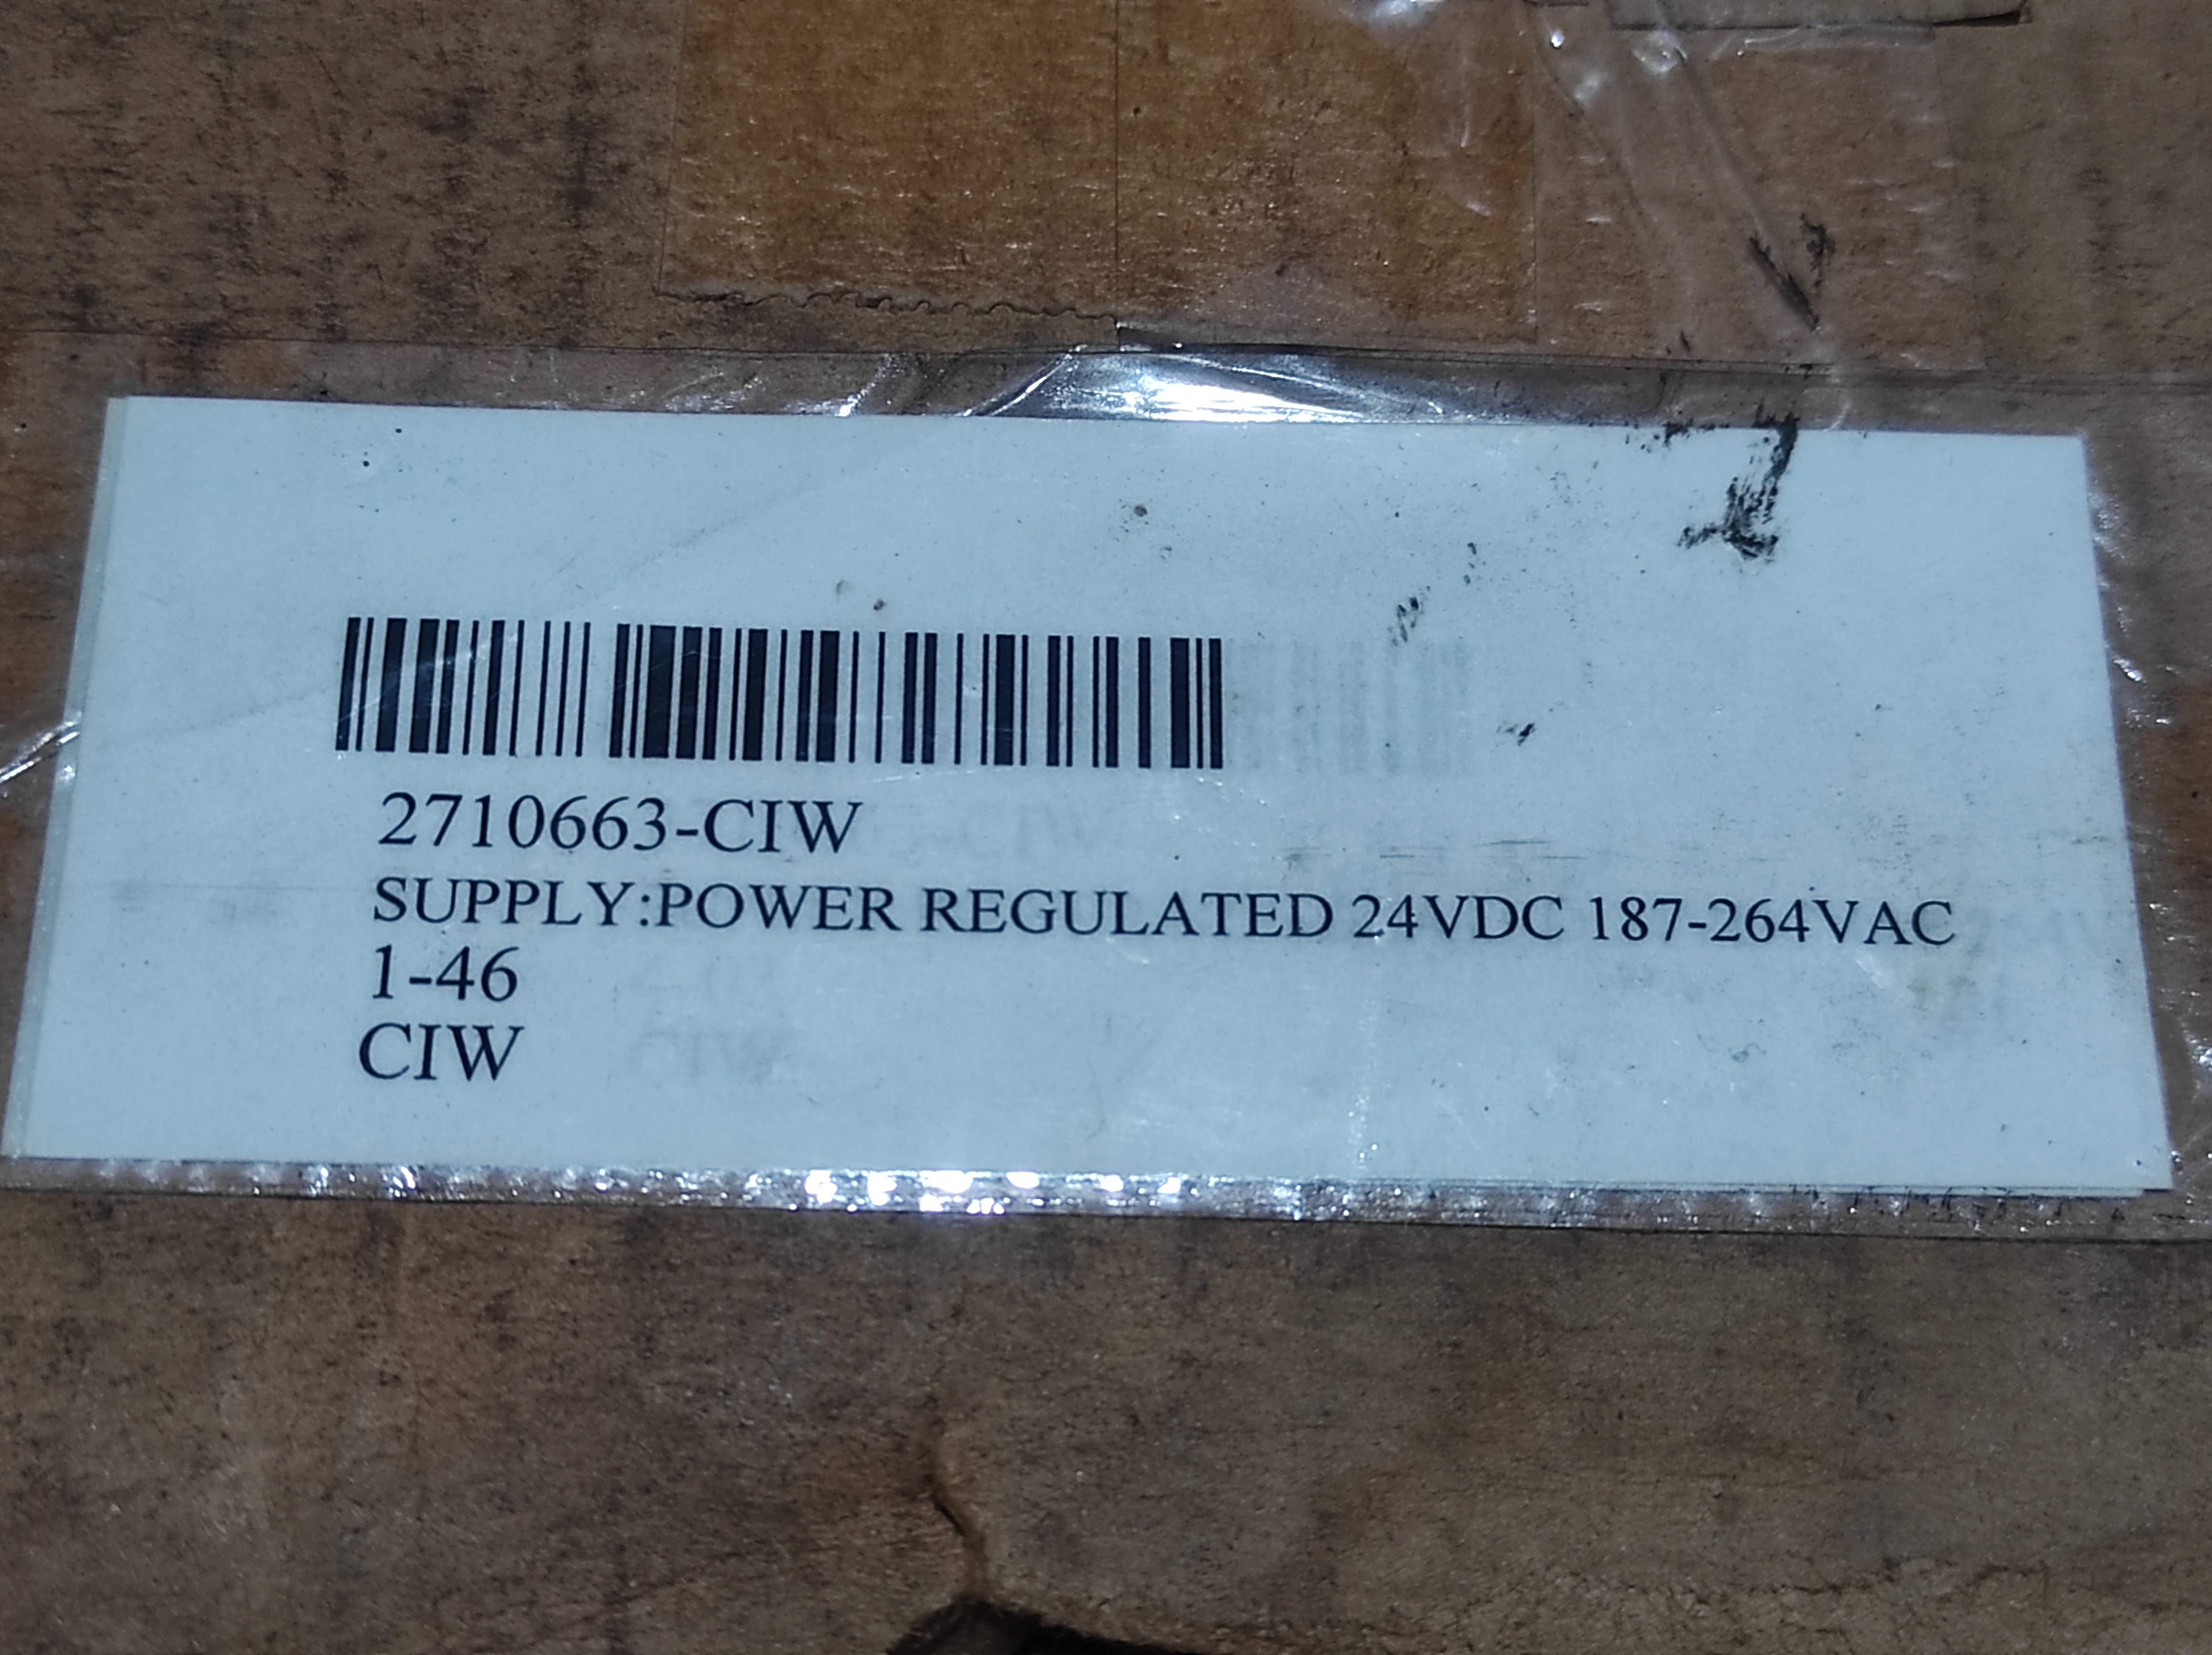 2710663-CIW
SUPPLY:POWER REGULATED 24VDC 187-264VAC
1-46
CIW